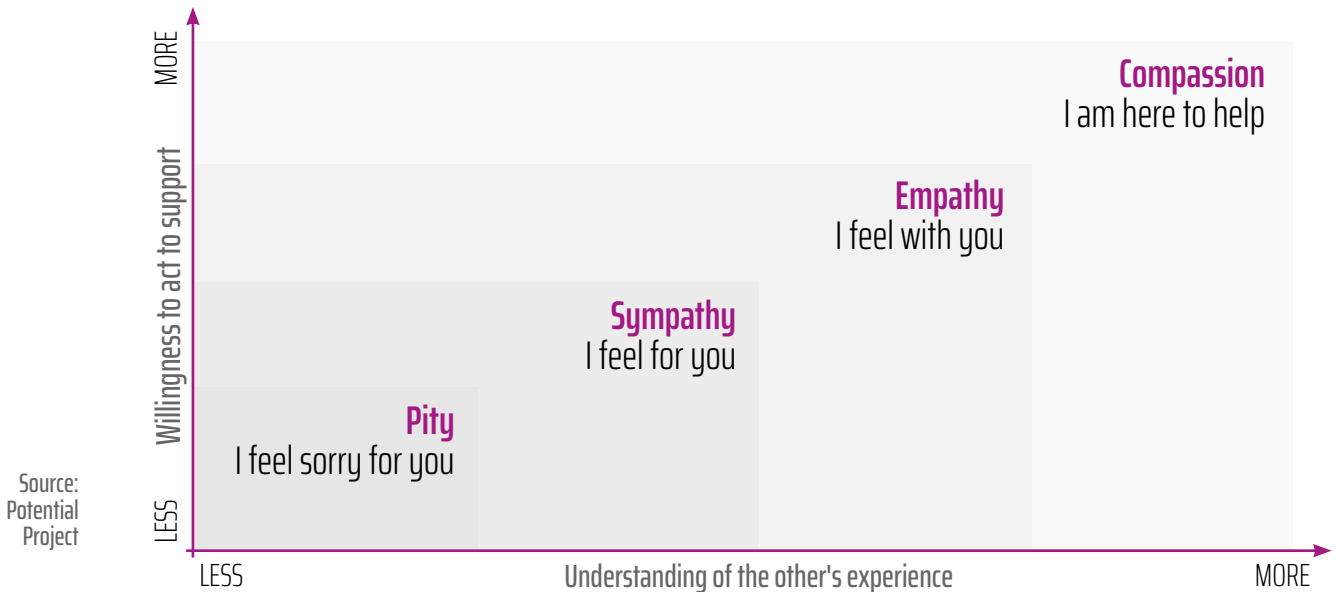 MORE
Willingness to act to support
LESS
Compassion
I am here to help
Empathy
I feel with you
Sympathy
I feel for you
Pity
I feel sorry for you
Source:
Potential
Project
LESS
Understanding of the other's experience
MORE